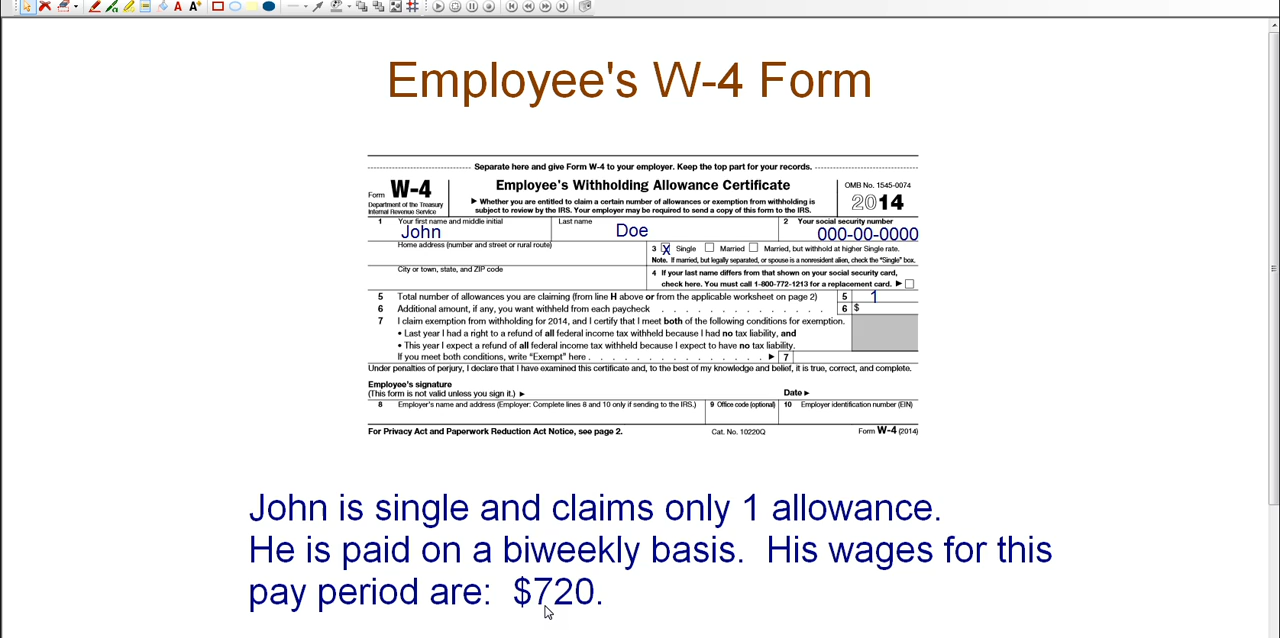 Employee's W-4 Form
Separate here and give Form W-4 to your employer. Keep the top part for your records.
Form W-4
Department of the Treasury
Internal Revenue Service
Employee's Withholding Allowance Certificate
▶ Whether you are entitled to claim a certain number of allowances or exemption from withholding is
subject to review by the IRS. Your employer may be required to send a copy of this form to the IRS.
OMB No. 1545-0074
2014
1 Your first name and middle initial
John
Last name
Doe
2 Your social security number
000-00-0000
Home address (number and street or rural route)
3 X Single Married Married, but withhold at higher Single rate.
Note. If married, but legally separated, or spouse is a nonresident alien, check the "Single" box.
City or town, state, and ZIP code
4 If your last name differs from that shown on your social security card,
check here. You must call 1-800-772-1213 for a replacement card. ▶
5 Total number of allowances you are claiming (from line H above or from the applicable worksheet on page 2) 5 1
6 Additional amount, if any, you want withheld from each paycheck . . . . . . . . . . . . . . 6 $
7 I claim exemption from withholding for 2014, and I certify that I meet both of the following conditions for exemption.
• Last year I had a right to a refund of all federal income tax withheld because I had no tax liability, and
• This year I expect a refund of all federal income tax withheld because I expect to have no tax liability.
If you meet both conditions, write "Exempt" here . . . . . . . . . . . . . . . ▶ 7
Under penalties of perjury, I declare that I have examined this certificate and, to the best of my knowledge and belief, it is true, correct, and complete.
Employee's signature
(This form is not valid unless you sign it.) ▶
Date ▶
8 Employer's name and address (Employer: Complete lines 8 and 10 only if sending to the IRS.)
9 Office code (optional)
10 Employer identification number (EIN)
For Privacy Act and Paperwork Reduction Act Notice, see page 2.
Cat. No. 10220Q
Form W-4 (2014)
John is single and claims only 1 allowance.
He is paid on a biweekly basis. His wages for this
pay period are: $720.